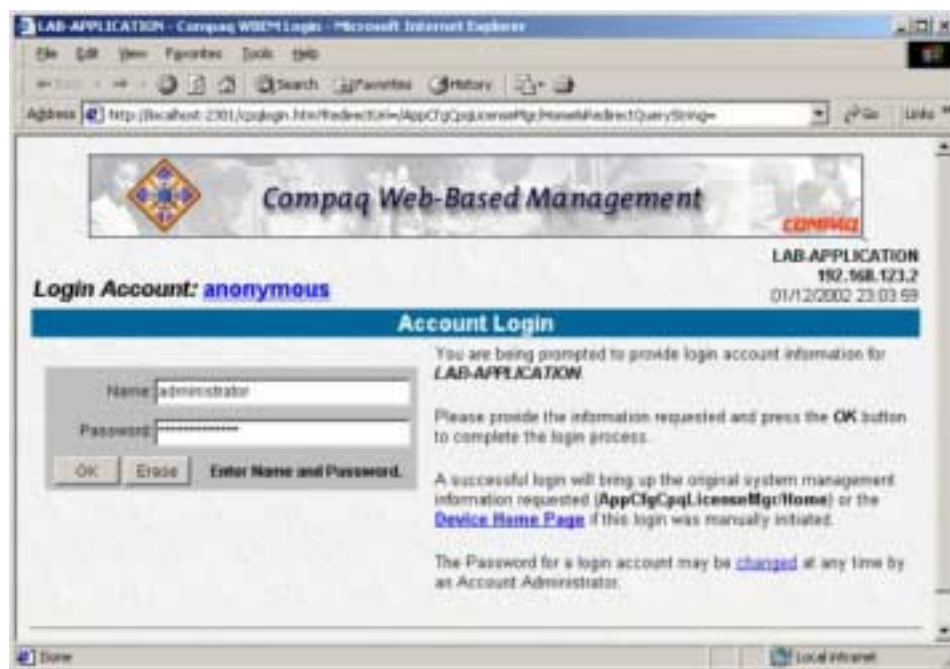 LAB-APPLICATION - Compaq WBEM Login - Microsoft Internet Explorer
File Edit View Favorites Tools Help
Search Favorites History
Address http://localhost:2301/cpqlogin.htm?RedirectUrl=/AppCfgCpqLicenseMgr/Home&RedirectQueryString= Go Links »
Compaq Web-Based Management
COMPAQ
LAB-APPLICATION
192.168.123.2
Login Account: anonymous
01/12/2002 23:03:59
Account Login
You are being prompted to provide login account information for
LAB-APPLICATION.
Name: administrator
Please provide the information requested and press the OK button
to complete the login process.
Password: **************
OK Erase Enter Name and Password.
A successful login will bring up the original system management
information requested (AppCfgCpqLicenseMgr/Home) or the
Device Home Page if this login was manually initiated.
The Password for a login account may be changed at any time by
an Account Administrator.
Done
Local intranet